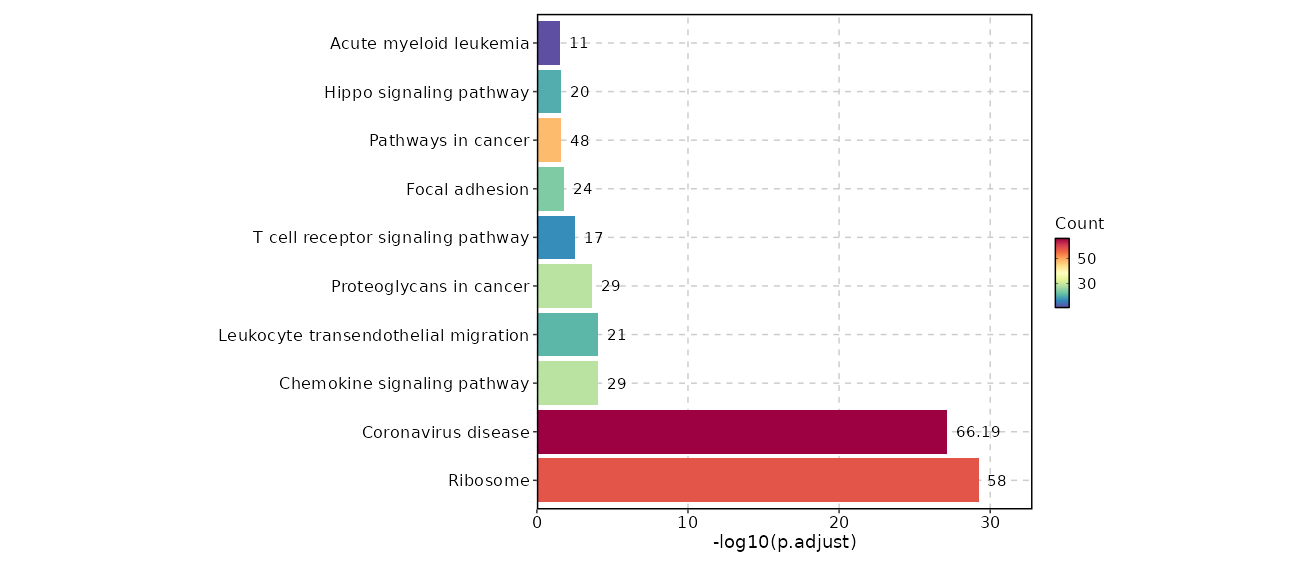 Acute myeloid leukemia 11
Hippo signaling pathway 20
Pathways in cancer 48
Focal adhesion 24
T cell receptor signaling pathway 17
Proteoglycans in cancer 29
Leukocyte transendothelial migration 21
Chemokine signaling pathway 29
Coronavirus disease 66.19
Ribosome 58
0 10 20 30
-log10(p.adjust)
Count
50
30